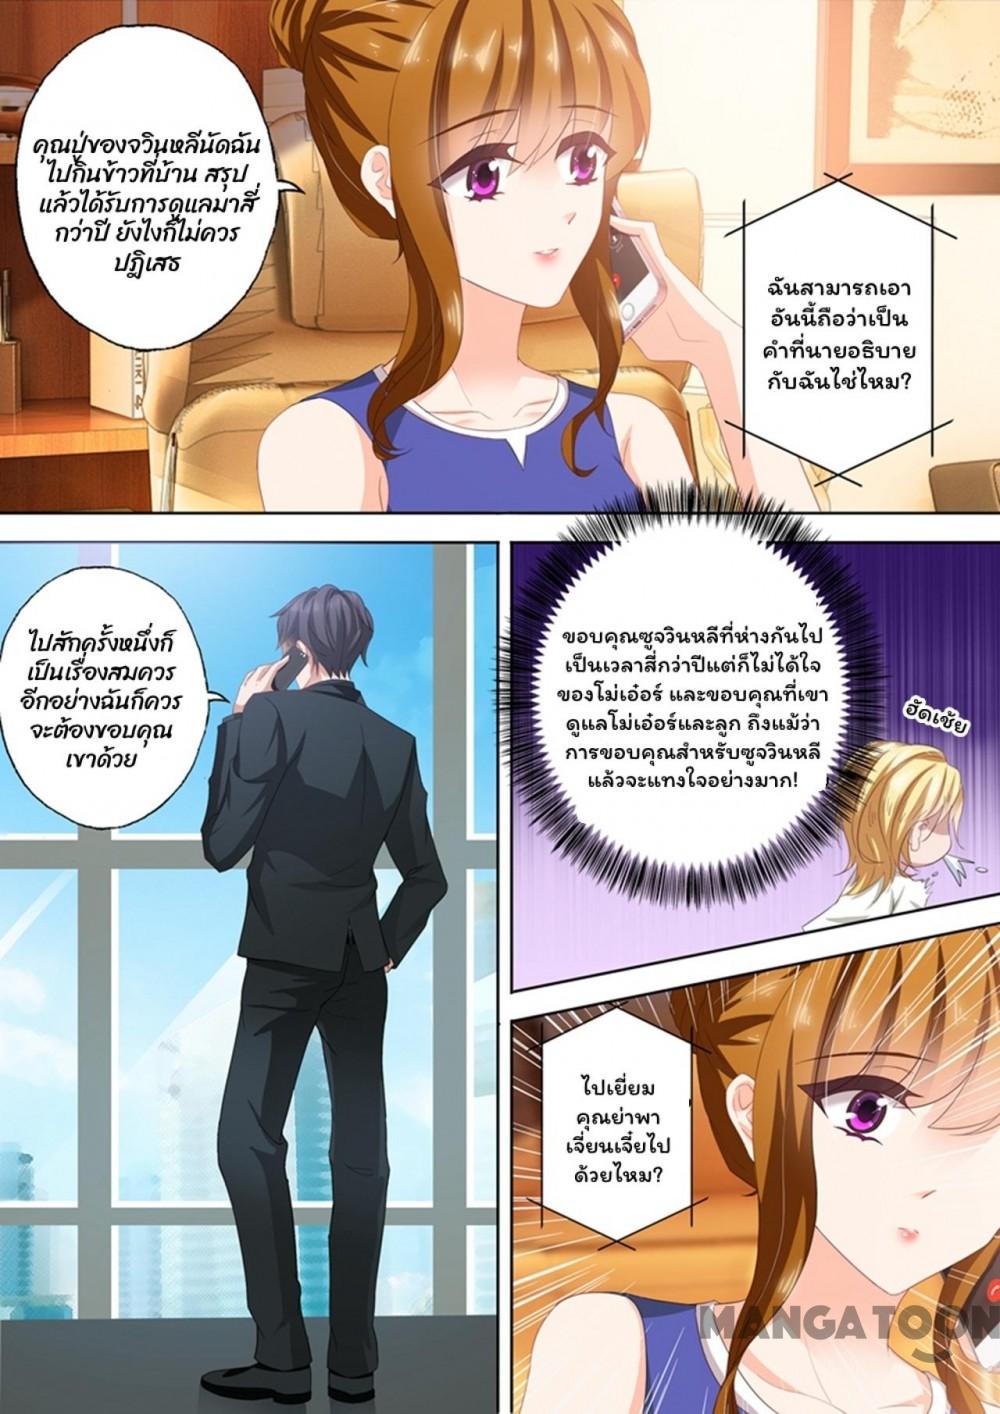 คุณปู่ของจวินหลีนัดฉัน
ไปกินข้าวที่บ้าน สรุป
แล้วได้รับการดูแลมาสี่
กว่าปี ยังไงก็ไม่ควร
ปฎิเสธ
ฉันสามารถเอา
อันนี้ถือว่าเป็น
คำที่นายอธิบาย
กับฉันใช่ไหม?
ไปสักครั้งหนึ่งก็
เป็นเรื่องสมควร
อีกอย่างฉันก็ควร
จะต้องขอบคุณ
เขาด้วย
ขอบคุณซูจวินหลีที่ห่างกันไป
เป็นเวลาสี่กว่าปีแต่ก็ไม่ได้ใจ
ของโม่เอ๋อร์ และขอบคุณที่เขา
ดูแลโม่เอ๋อร์และลูก ถึงแม้ว่า
การขอบคุณสำหรับซูจวินหลี
แล้วจะแทงใจอย่างมาก!
ฮัดเช้ย
ไปเยี่ยม
คุณย่าพา
เจี่ยนเจี๋ยไป
ด้วยไหม?
MANGATOON